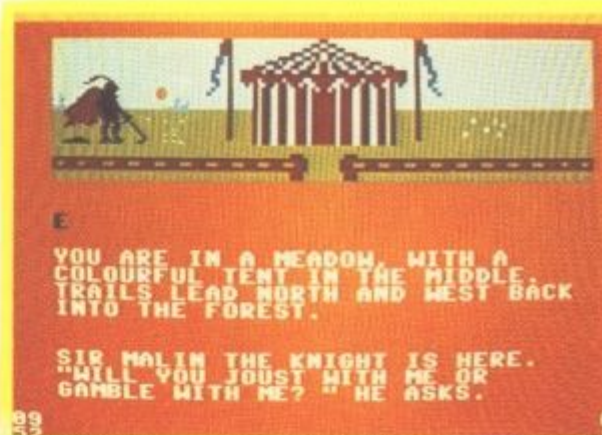 E
YOU ARE IN A MEADOW, WITH A
COLOURFUL TENT IN THE MIDDLE.
TRAILS LEAD NORTH AND WEST BACK
INTO THE FOREST.
SIR MALIN THE KNIGHT IS HERE.
"WILL YOU JOUST WITH ME OR
GAMBLE WITH ME? " HE ASKS.
09